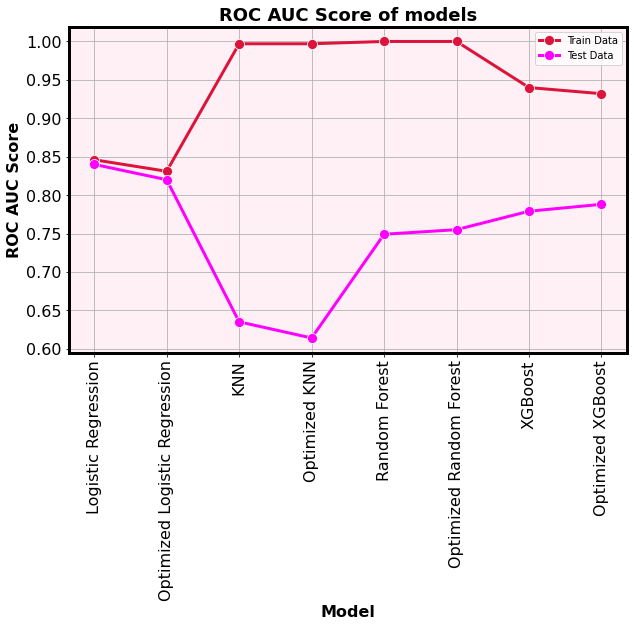 ROC AUC Score of models
Train Data
Test Data
ROC AUC Score
1.00
0.95
0.90
0.85
0.80
0.75
0.70
0.65
0.60
Logistic Regression
Optimized Logistic Regression
KNN
Optimized KNN
Random Forest
Optimized Random Forest
XGBoost
Optimized XGBoost
Model